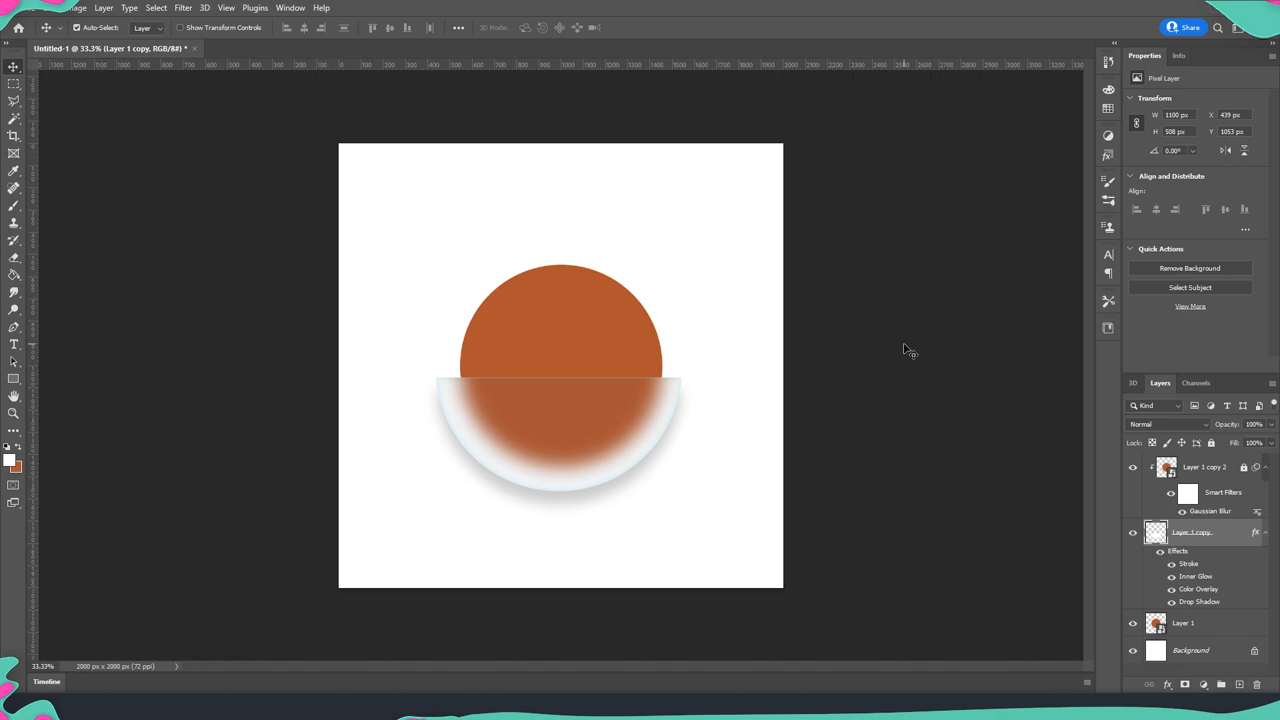 Image Layer Type Select Filter 3D View Plugins Window Help
Auto-Select: Layer Show Transform Controls 3D Mode: Share
Untitled-1 @ 33.3% (Layer 1 copy, RGB/8#) *
Properties Info
Pixel Layer
Transform
W 1100 px X 439 px
H 508 px Y 1053 px
0.00°
Align and Distribute
Align:
Quick Actions
Remove Background
Select Subject
View More
3D Layers Channels
Kind
Normal Opacity: 100%
Lock: Fill: 100%
Layer 1 copy 2
Smart Filters
Gaussian Blur
Layer 1 copy fx
Effects
Stroke
Inner Glow
Color Overlay
Drop Shadow
Layer 1
Background
33.33% 2000 px x 2000 px (72 ppi)
Timeline